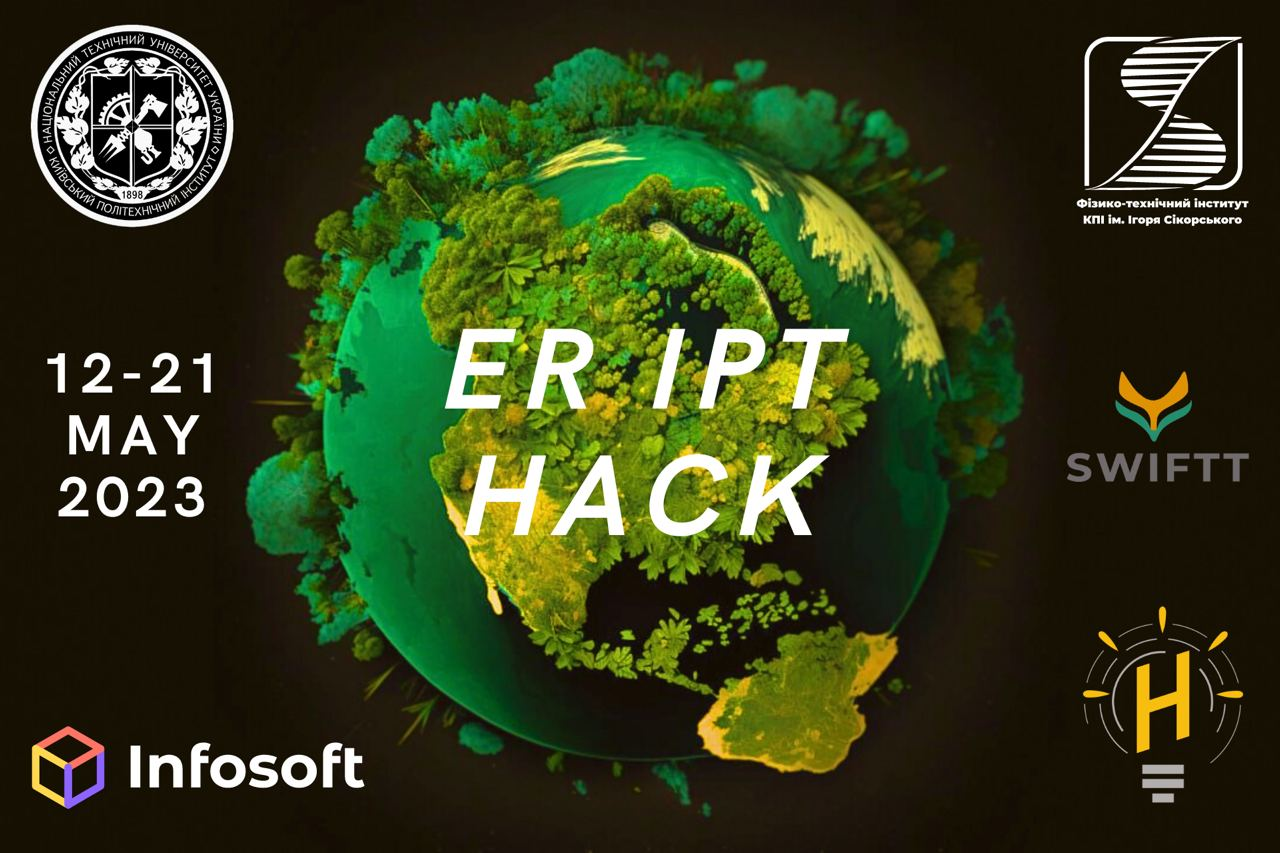 НАЦІОНАЛЬНИЙ ТЕХНІЧНИЙ УНІВЕРСИТЕТ УКРАЇНИ
КИЇВСЬКИЙ ПОЛІТЕХНІЧНИЙ ІНСТИТУТ
1898
Фізико-технічний інститут
КПІ ім. Ігоря Сікорського
12-21
MAY
2023
ER IPT
HACK
SWIFTT
H
Infosoft